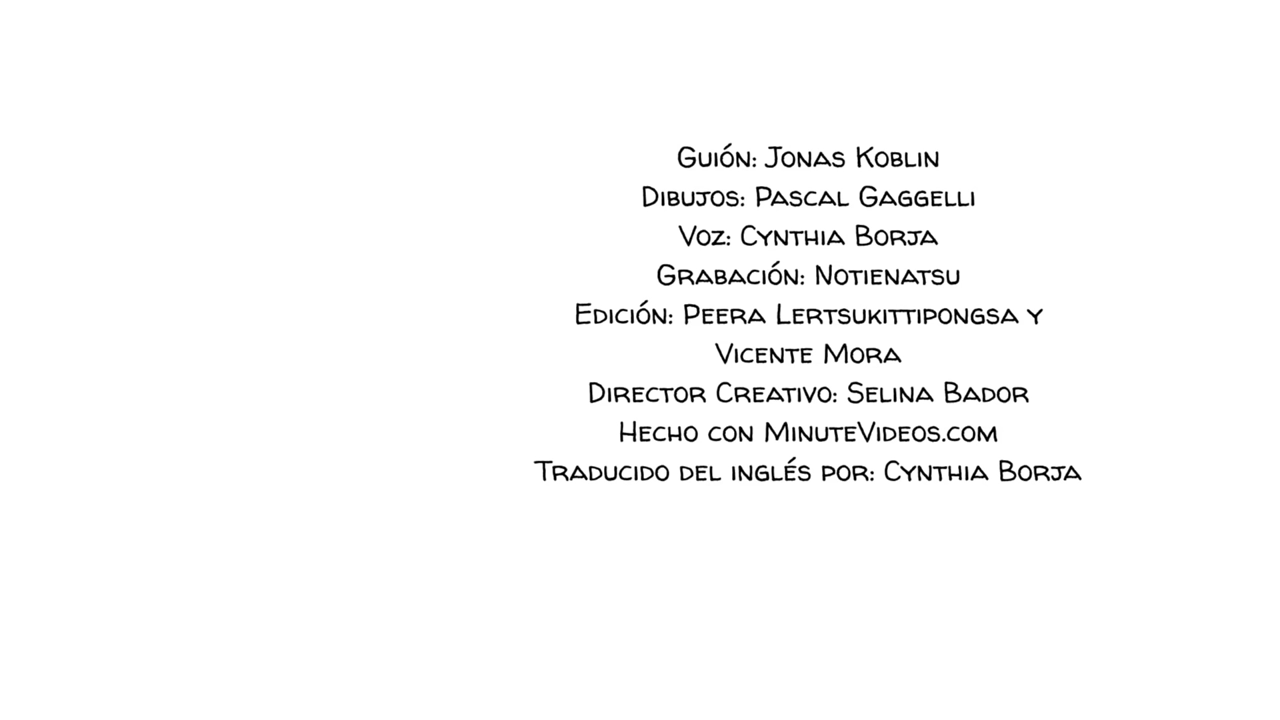 Guión: Jonas Koblin
Dibujos: Pascal Gaggelli
Voz: Cynthia Borja
Grabación: Notienatsu
Edición: Peera Lertsukittipongsa y
Vicente Mora
Director Creativo: Selina Bador
Hecho con MinuteVideos.com
Traducido del inglés por: Cynthia Borja